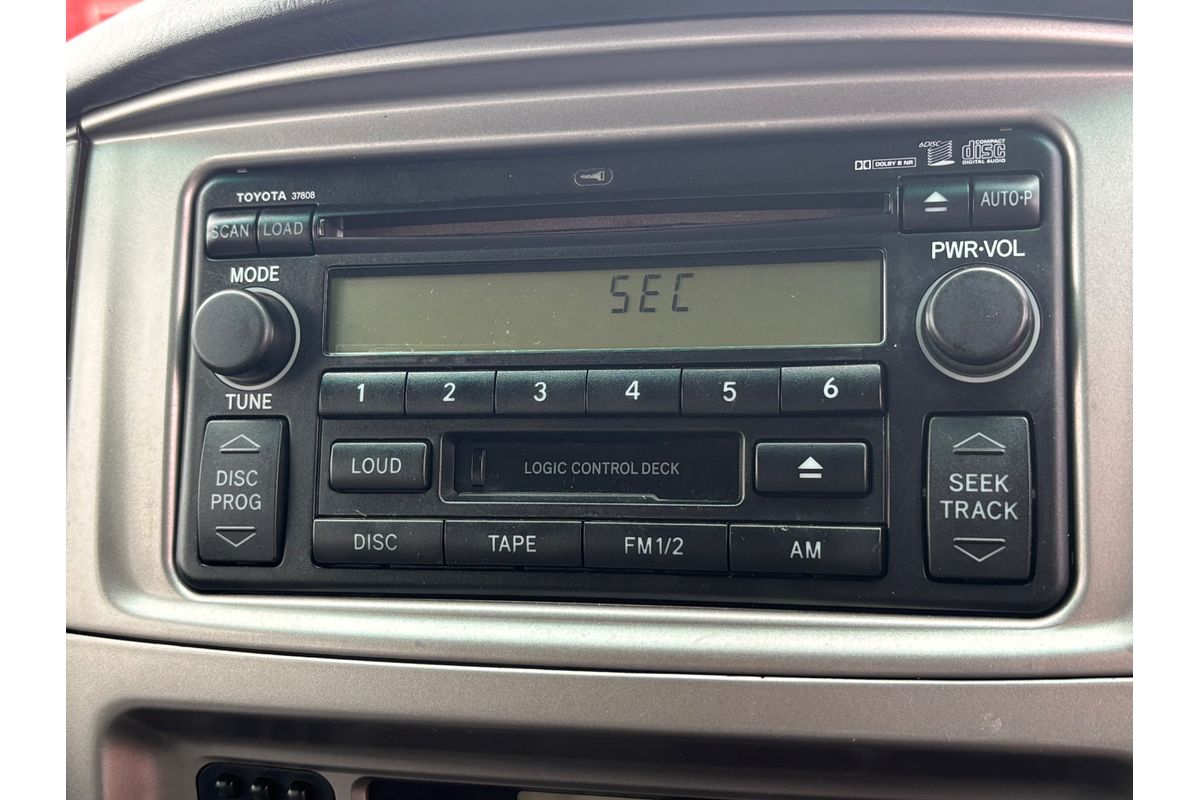 6DISC
COMPACT
disc
DIGITAL AUDIO
DOLBY B NR
TOYOTA 37808
SCAN LOAD
AUTO·P
MODE
PWR·VOL
SEC
TUNE
1 2 3 4 5 6
DISC
PROG
LOUD
LOGIC CONTROL DECK
SEEK
TRACK
DISC TAPE FM1/2 AM